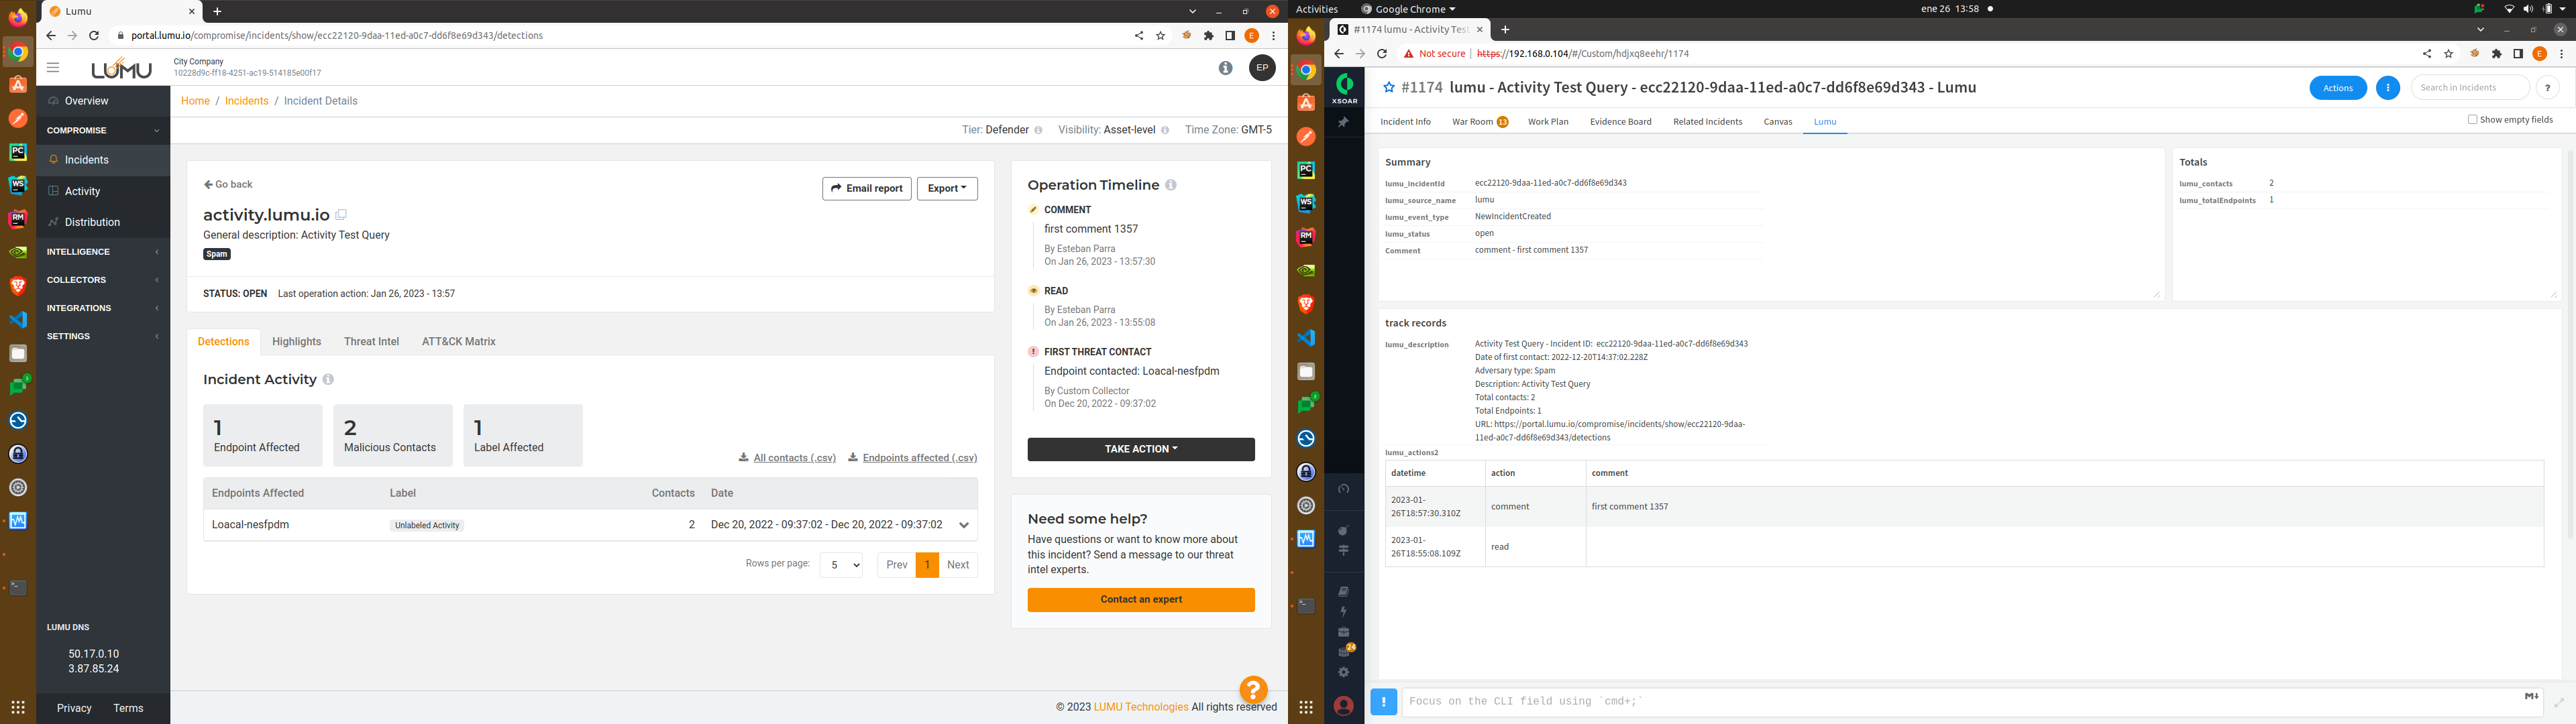 Lumu
portal.lumu.io/compromise/incidents/show/ecc22120-9daa-11ed-a0c7-dd6f8e69d343/detections
E
LUMU
City Company
10228d9c-ff18-4251-ac19-514185e00f17
EP
Overview
COMPROMISE
Incidents
Activity
Distribution
INTELLIGENCE
COLLECTORS
INTEGRATIONS
SETTINGS
LUMU DNS
50.17.0.10
3.87.85.24
Privacy Terms
Home / Incidents / Incident Details
Tier: Defender Visibility: Asset-level Time Zone: GMT-5
Go back
Email report
Export
activity.lumu.io
General description: Activity Test Query
Spam
STATUS: OPEN Last operation action: Jan 26, 2023 - 13:57
Detections Highlights Threat Intel ATT&CK Matrix
Incident Activity
1
Endpoint Affected
2
Malicious Contacts
1
Label Affected
All contacts (.csv) Endpoints affected (.csv)
Endpoints Affected Label Contacts Date
Loacal-nesfpdm Unlabeled Activity 2 Dec 20, 2022 - 09:37:02 - Dec 20, 2022 - 09:37:02
Rows per page: 5 Prev 1 Next
Operation Timeline
COMMENT
first comment 1357
By Esteban Parra
On Jan 26, 2023 - 13:57:30
READ
By Esteban Parra
On Jan 26, 2023 - 13:55:08
FIRST THREAT CONTACT
Endpoint contacted: Loacal-nesfpdm
By Custom Collector
On Dec 20, 2022 - 09:37:02
TAKE ACTION
Need some help?
Have questions or want to know more about
this incident? Send a message to our threat
intel experts.
Contact an expert
?
© 2023 LUMU Technologies All rights reserved
Activities Google Chrome ene 26 13:58
#1174 lumu - Activity Test
Not secure https://192.168.0.104/#/Custom/hdjxq8eehr/1174
E
XSOAR
24
#1174 lumu - Activity Test Query - ecc22120-9daa-11ed-a0c7-dd6f8e69d343 - Lumu
Actions
Search in Incidents
?
Incident Info War Room 13 Work Plan Evidence Board Related Incidents Canvas Lumu
Show empty fields
Summary
lumu_incidentId ecc22120-9daa-11ed-a0c7-dd6f8e69d343
lumu_source_name lumu
lumu_event_type NewIncidentCreated
lumu_status open
Comment comment - first comment 1357
Totals
lumu_contacts 2
lumu_totalEndpoints 1
track records
lumu_description Activity Test Query - Incident ID: ecc22120-9daa-11ed-a0c7-dd6f8e69d343
Date of first contact: 2022-12-20T14:37:02.228Z
Adversary type: Spam
Description: Activity Test Query
Total contacts: 2
Total Endpoints: 1
URL: https://portal.lumu.io/compromise/incidents/show/ecc22120-9daa-
11ed-a0c7-dd6f8e69d343/detections
lumu_actions2
datetime action comment
2023-01-
26T18:57:30.310Z comment first comment 1357
2023-01-
26T18:55:08.109Z read
! Focus on the CLI field using `cmd+;`
M